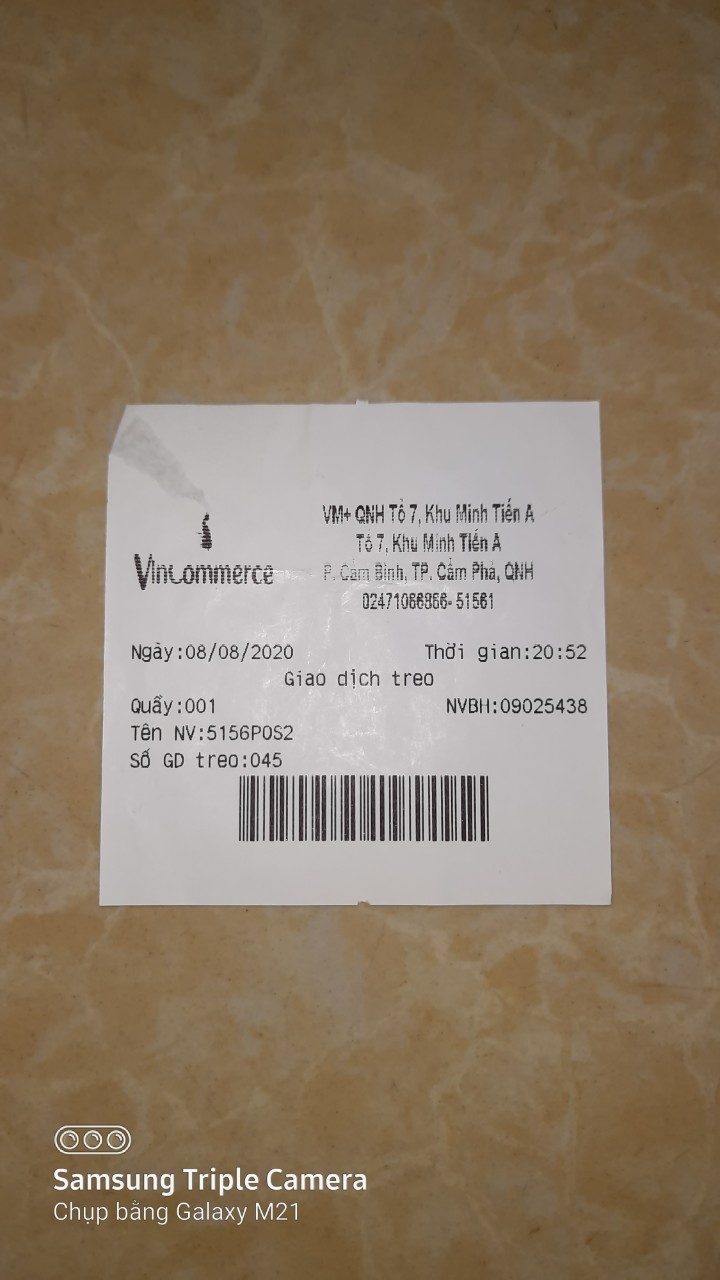 VinCommerce
VM+ QNH Tổ 7, Khu Minh Tiến A
Tổ 7, Khu Minh Tiến A
P. Cẩm Bình, TP. Cẩm Phả, QNH
02471066866-51561
Ngày:08/08/2020 Thời gian:20:52
Giao dịch treo
Quầy:001 NVBH:09025438
Tên NV:5156POS2
Số GD treo:045
Samsung Triple Camera
Chụp bằng Galaxy M21